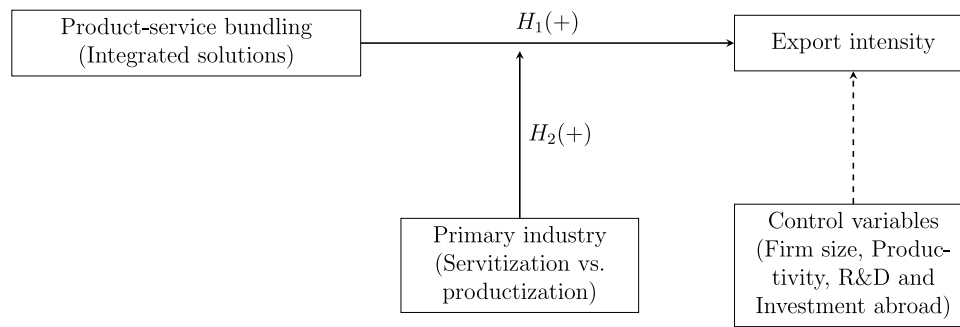 Product-service bundling
(Integrated solutions)
H₁(+)
Export intensity
H₂(+)
Primary industry
(Servitization vs.
productization)
Control variables
(Firm size, Produc-
tivity, R&D and
Investment abroad)